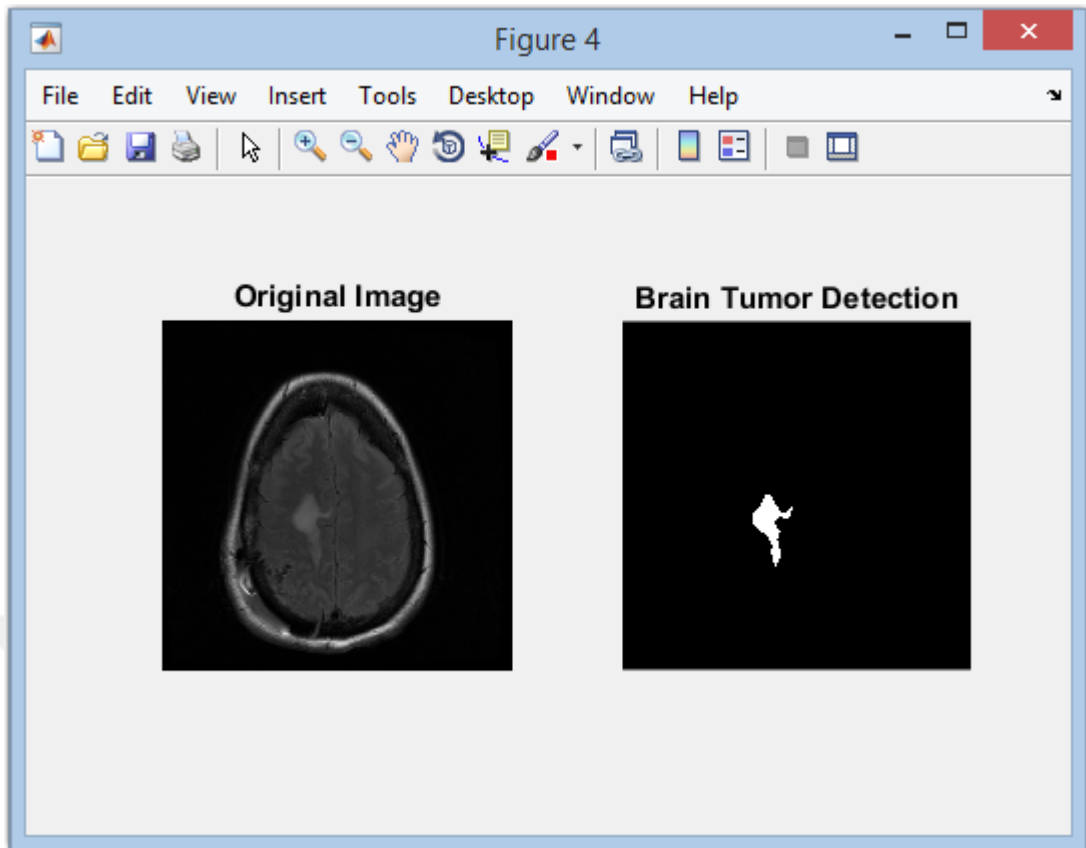 Figure 4
File Edit View Insert Tools Desktop Window Help
Original Image
Brain Tumor Detection